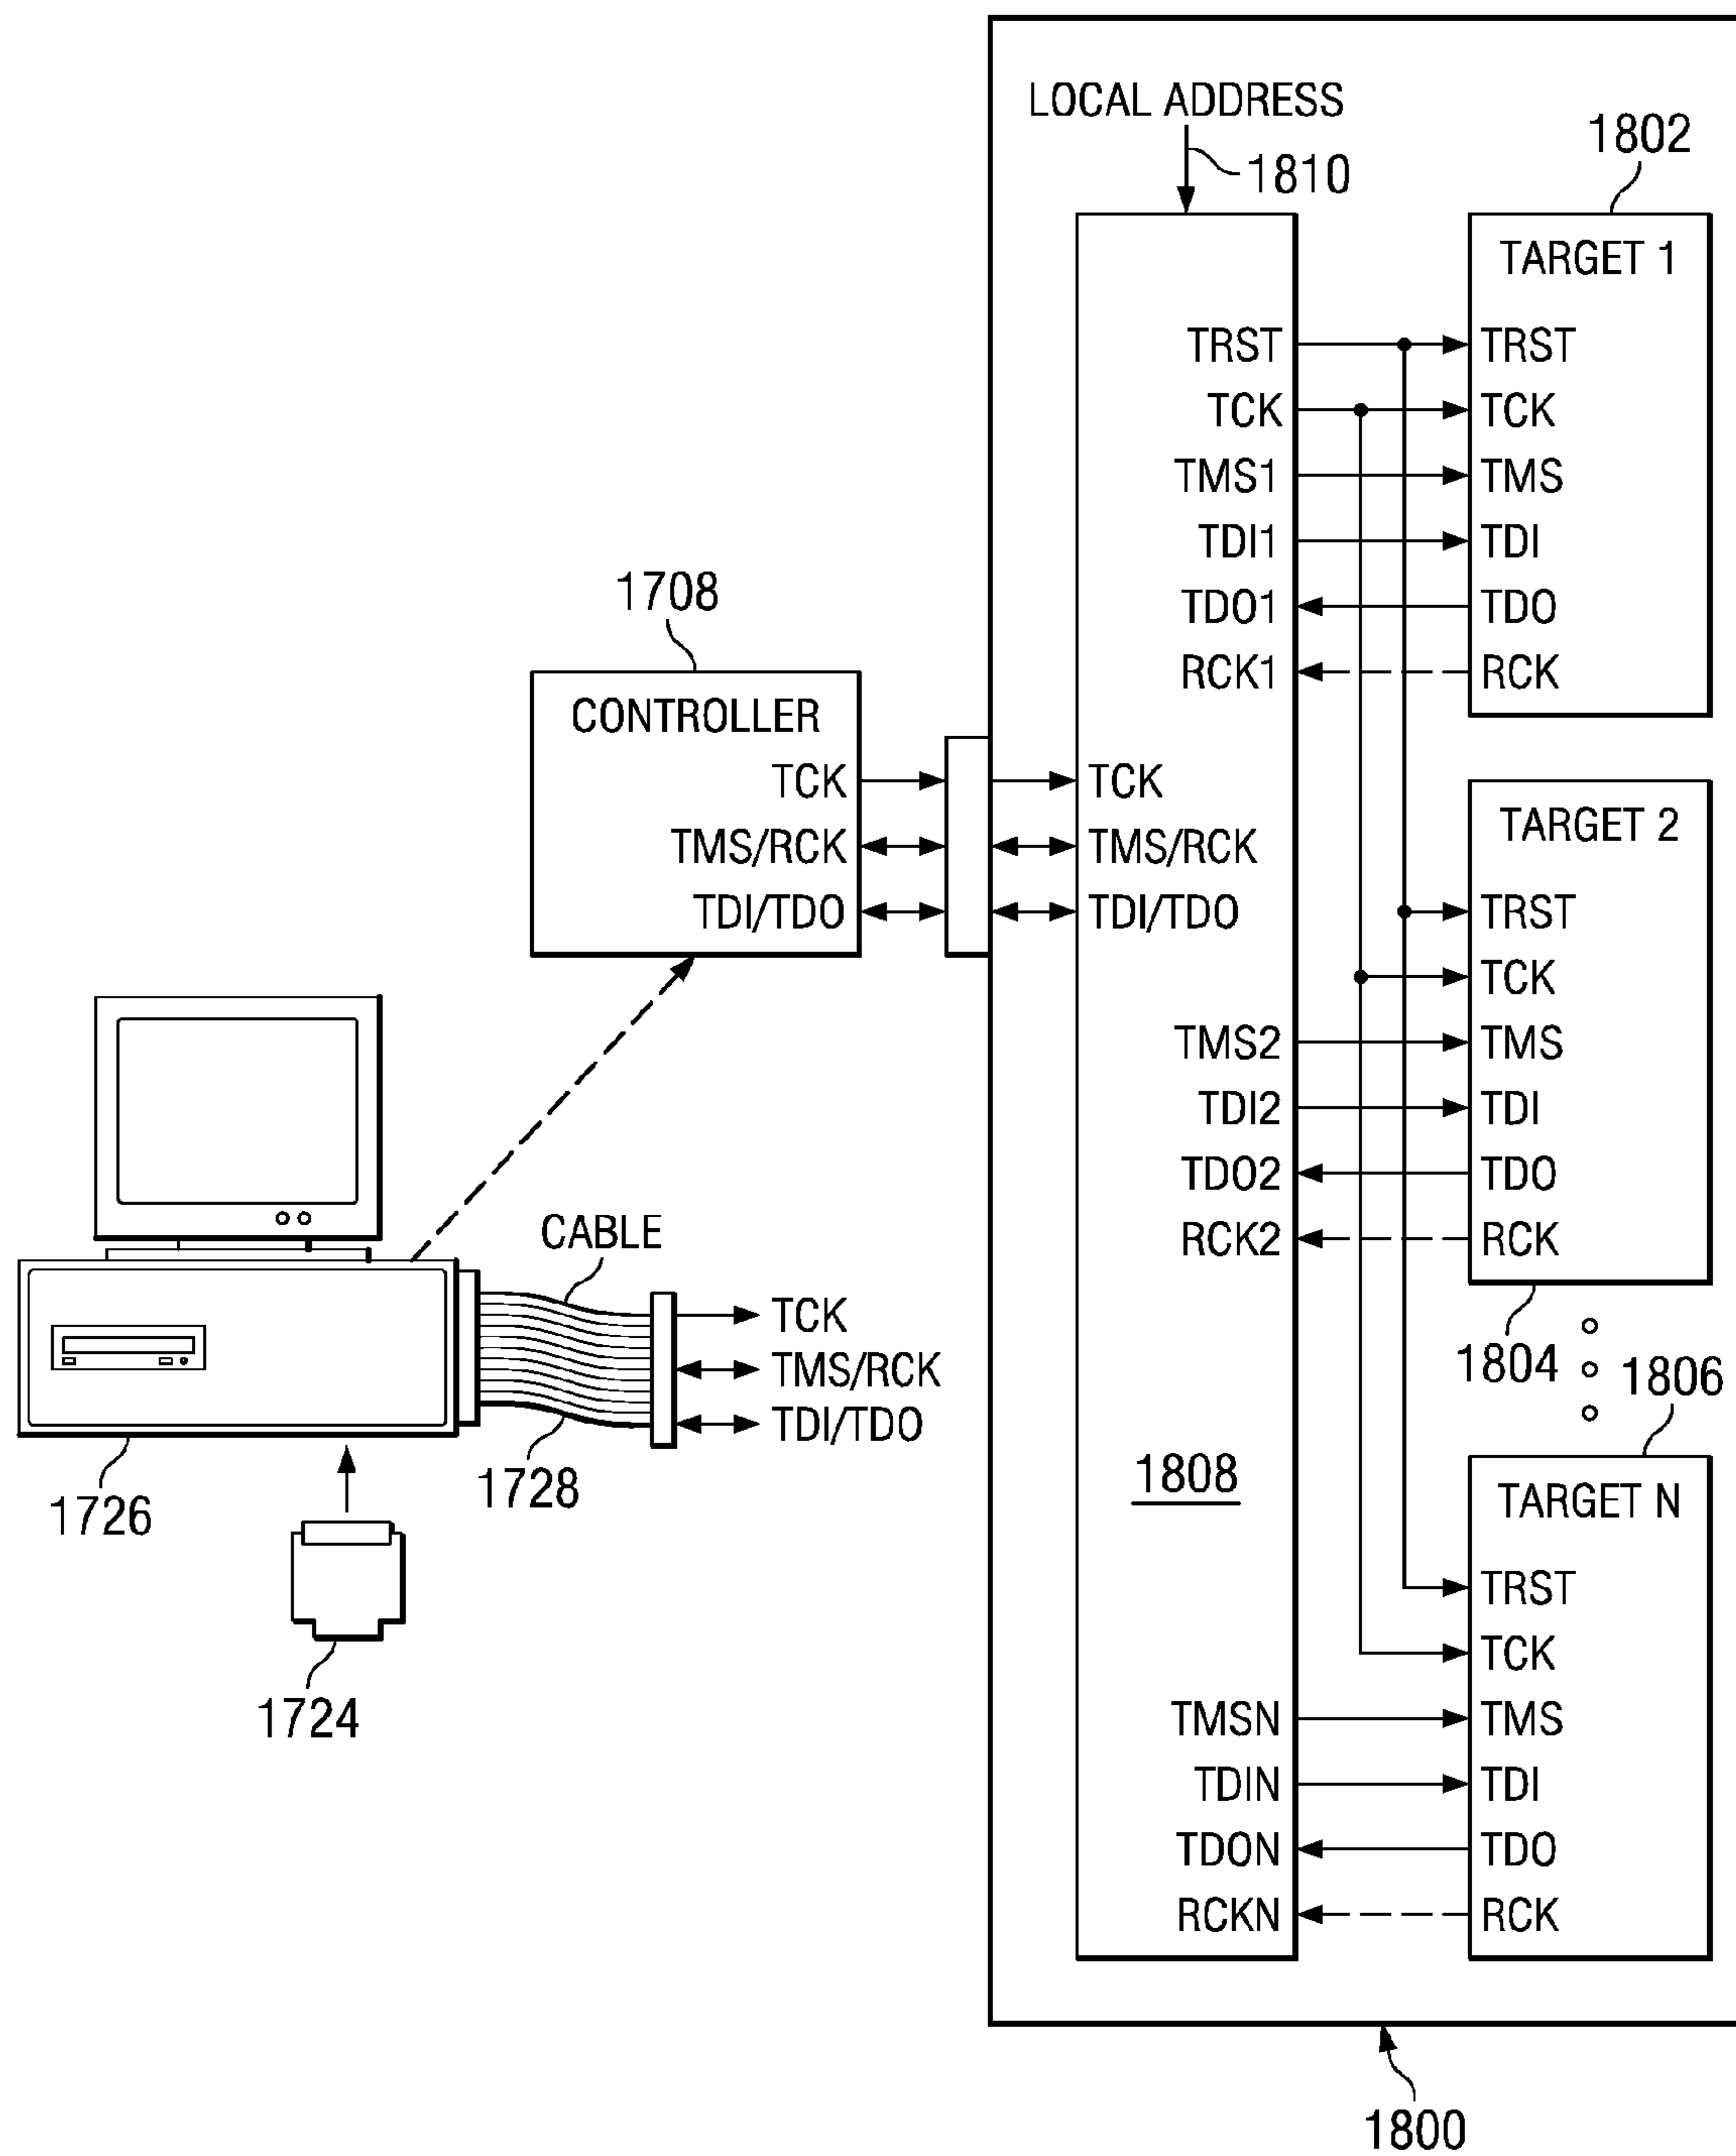 LOCAL ADDRESS
1810
1802
TARGET 1
TRST
TCK
TMS1
TDI1
TDO1
RCK1
TRST
TCK
TMS
TDI
TDO
RCK
1708
CONTROLLER
TCK
TMS/RCK
TDI/TDO
TCK
TMS/RCK
TDI/TDO
TARGET 2
TRST
TCK
TMS2
TDI2
TDO2
RCK2
TMS
TDI
TDO
RCK
1804
1806
CABLE
TCK
TMS/RCK
TDI/TDO
1728
1726
1724
1808
TARGET N
TRST
TCK
TMSN
TDIN
TDON
RCKN
TMS
TDI
TDO
RCK
1800